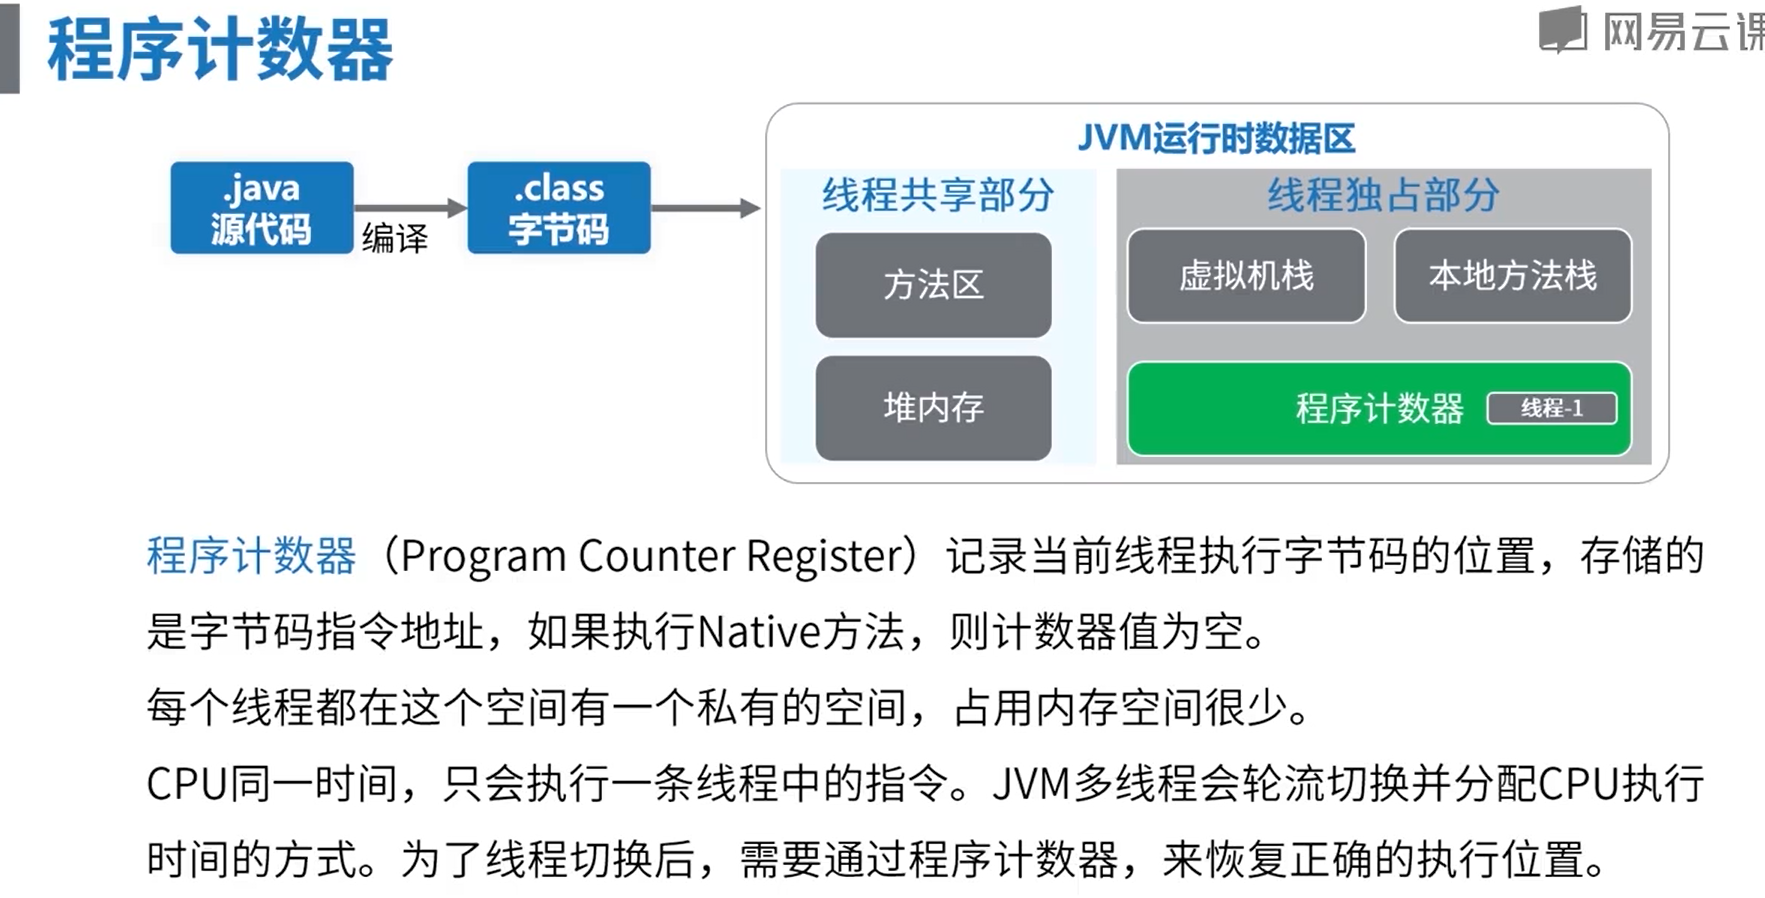 程序计数器
网易云课
JVM运行时数据区
.java
源代码
编译
.class
字节码
线程共享部分
方法区
堆内存
线程独占部分
虚拟机栈
本地方法栈
程序计数器
线程-1
程序计数器（Program Counter Register）记录当前线程执行字节码的位置，存储的
是字节码指令地址，如果执行Native方法，则计数器值为空。
每个线程都在这个空间有一个私有的空间，占用内存空间很少。
CPU同一时间，只会执行一条线程中的指令。JVM多线程会轮流切换并分配CPU执行
时间的方式。为了线程切换后，需要通过程序计数器，来恢复正确的执行位置。